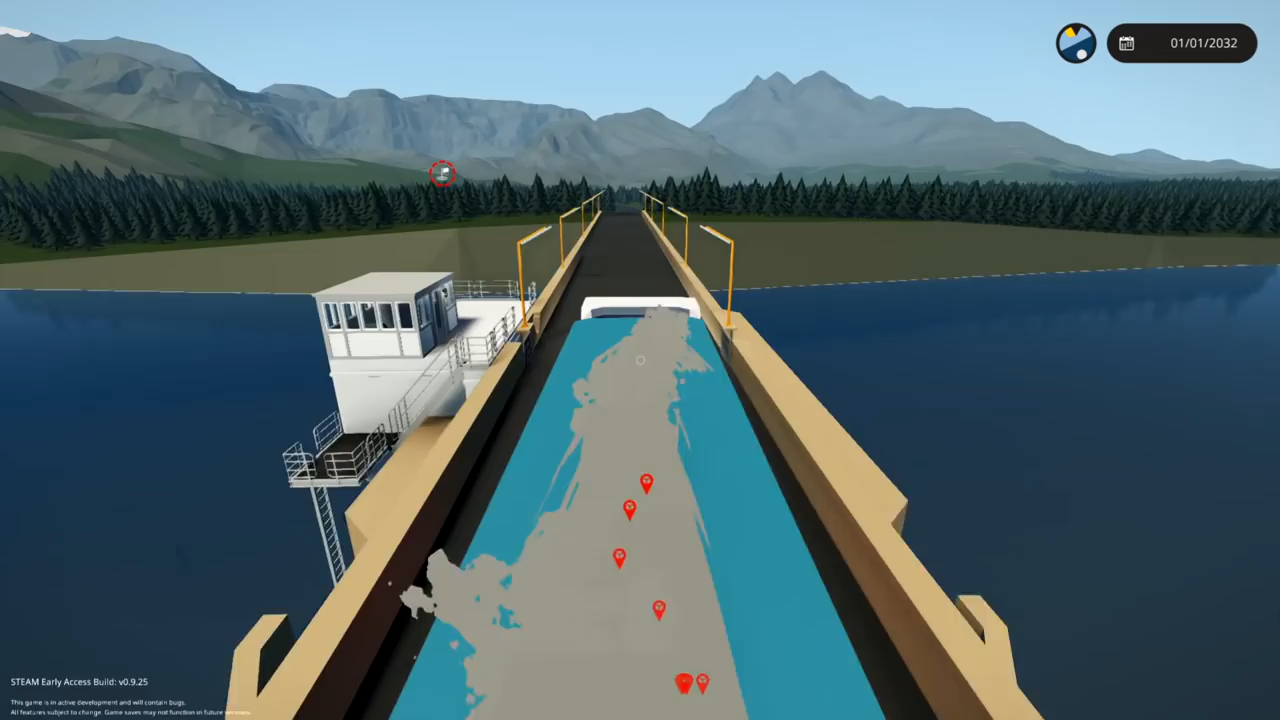 01/01/2032
STEAM Early Access Build: v0.9.25
This game is in active development and will contain bugs.
All features subject to change. Game saves may not function in future versions.